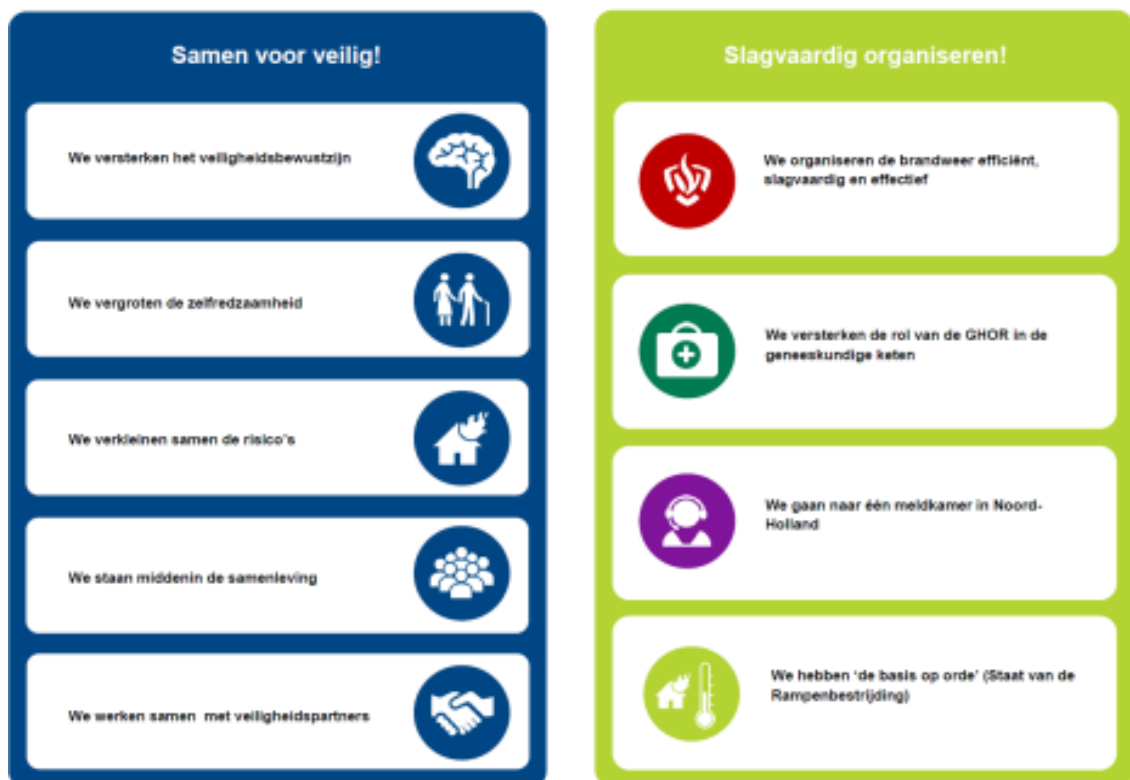 Samen voor veilig!
We versterken het veiligheidsbewustzijn
We vergroten de zelfredzaamheid
We verkleinen samen de risico's
We staan middenin de samenleving
We werken samen met veiligheidspartners
Slagvaardig organiseren!
We organiseren de brandweer efficiënt,
slagvaardig en effectief
We versterken de rol van de GHOR in de
geneeskundige keten
We gaan naar één meldkamer in Noord-
Holland
We hebben 'de basis op orde' (Staat van de
Rampenbestrijding)